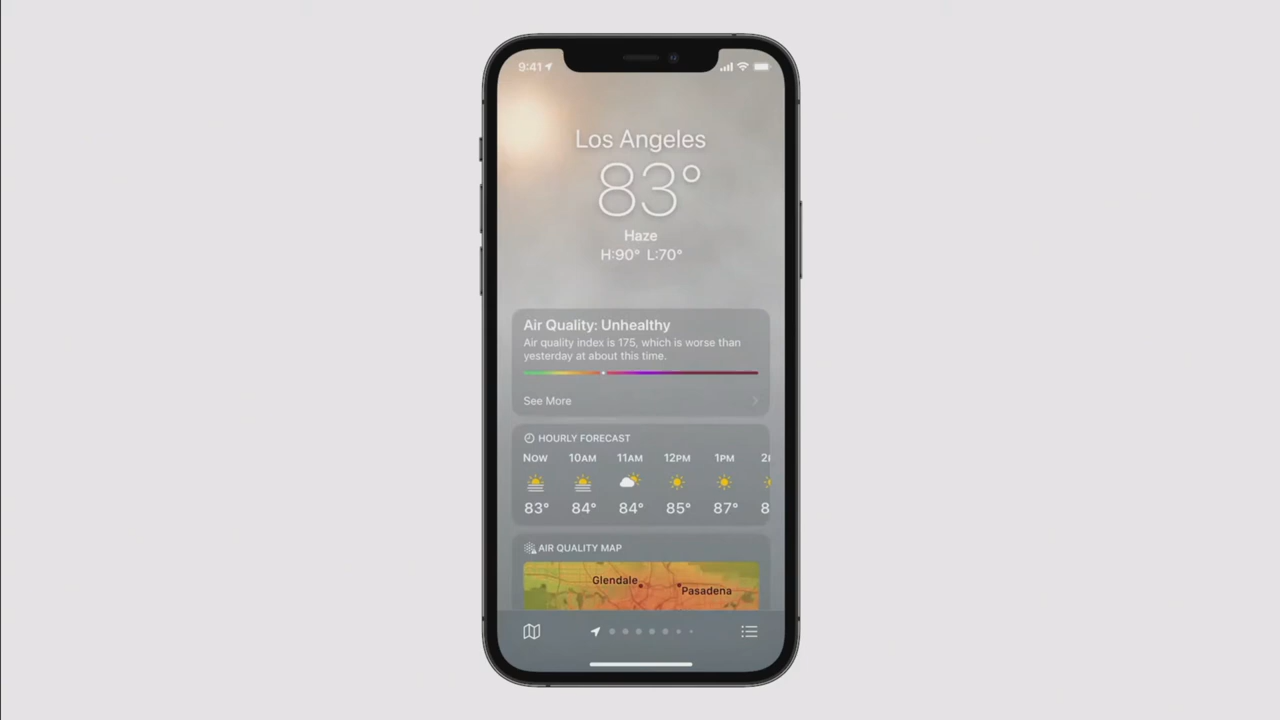 9:41
Los Angeles
83°
Haze
H:90° L:70°
Air Quality: Unhealthy
Air quality index is 175, which is worse than
yesterday at about this time.
See More
HOURLY FORECAST
Now 10AM 11AM 12PM 1PM
83° 84° 84° 85° 87°
AIR QUALITY MAP
Glendale
Pasadena